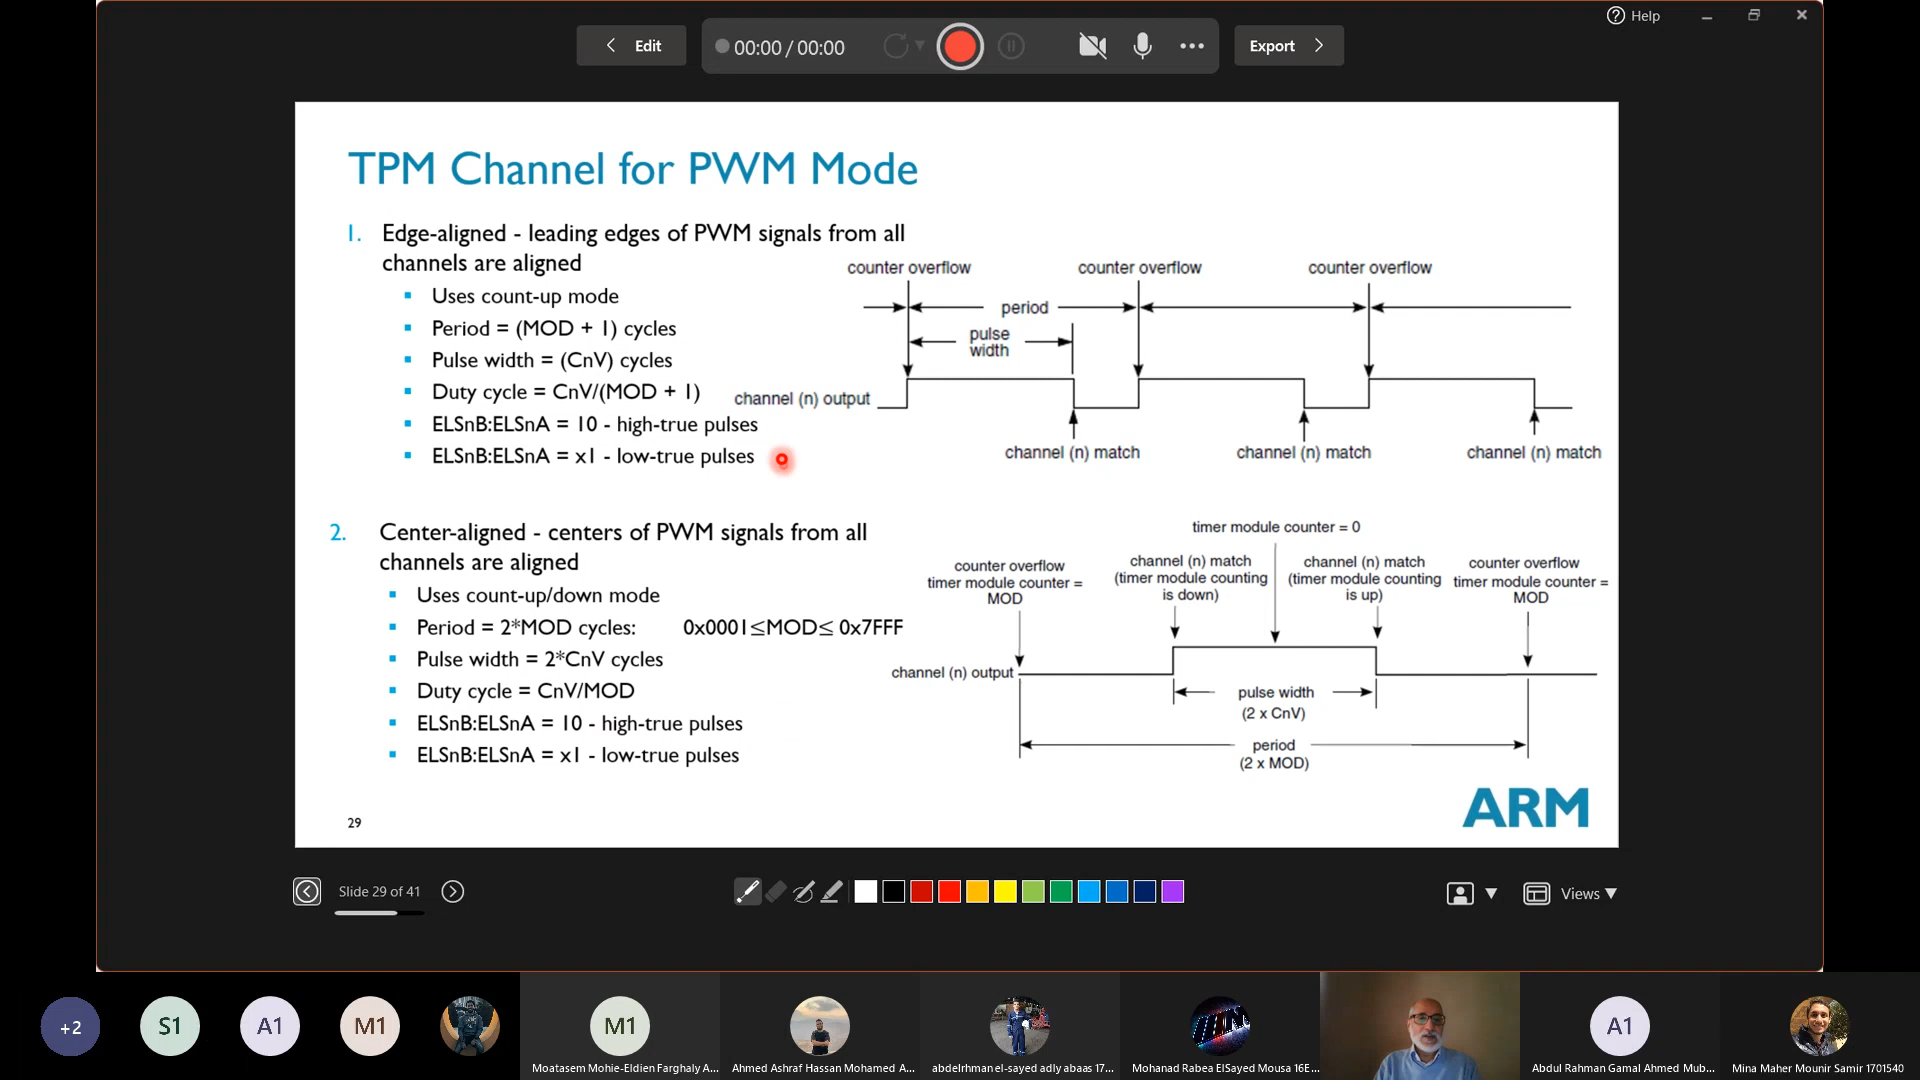 Help
Edit
00:00 / 00:00
Export
TPM Channel for PWM Mode
1. Edge-aligned - leading edges of PWM signals from all
channels are aligned
▪ Uses count-up mode
▪ Period = (MOD + 1) cycles
▪ Pulse width = (CnV) cycles
▪ Duty cycle = CnV/(MOD + 1)
▪ ELSnB:ELSnA = 10 - high-true pulses
▪ ELSnB:ELSnA = x1 - low-true pulses
counter overflow counter overflow counter overflow
period
pulse
width
channel (n) output
channel (n) match channel (n) match channel (n) match
2. Center-aligned - centers of PWM signals from all
channels are aligned
▪ Uses count-up/down mode
▪ Period = 2*MOD cycles: 0x0001≤MOD≤ 0x7FFF
▪ Pulse width = 2*CnV cycles
▪ Duty cycle = CnV/MOD
▪ ELSnB:ELSnA = 10 - high-true pulses
▪ ELSnB:ELSnA = x1 - low-true pulses
timer module counter = 0
counter overflow
timer module counter =
MOD
channel (n) match
(timer module counting
is down)
channel (n) match
(timer module counting
is up)
counter overflow
timer module counter =
MOD
channel (n) output
pulse width
(2 x CnV)
period
(2 x MOD)
29
ARM
Slide 29 of 41
Views
+2
S1
A1
M1
M1
Moatasem Mohie-Eldien Farghaly A...
Ahmed Ashraf Hassan Mohamed A...
abdelrhman el-sayed adly abaas 17...
Mohanad Rabea ElSayed Mousa 16E...
A1
Abdul Rahman Gamal Ahmed Mub...
Mina Maher Mounir Samir 1701540